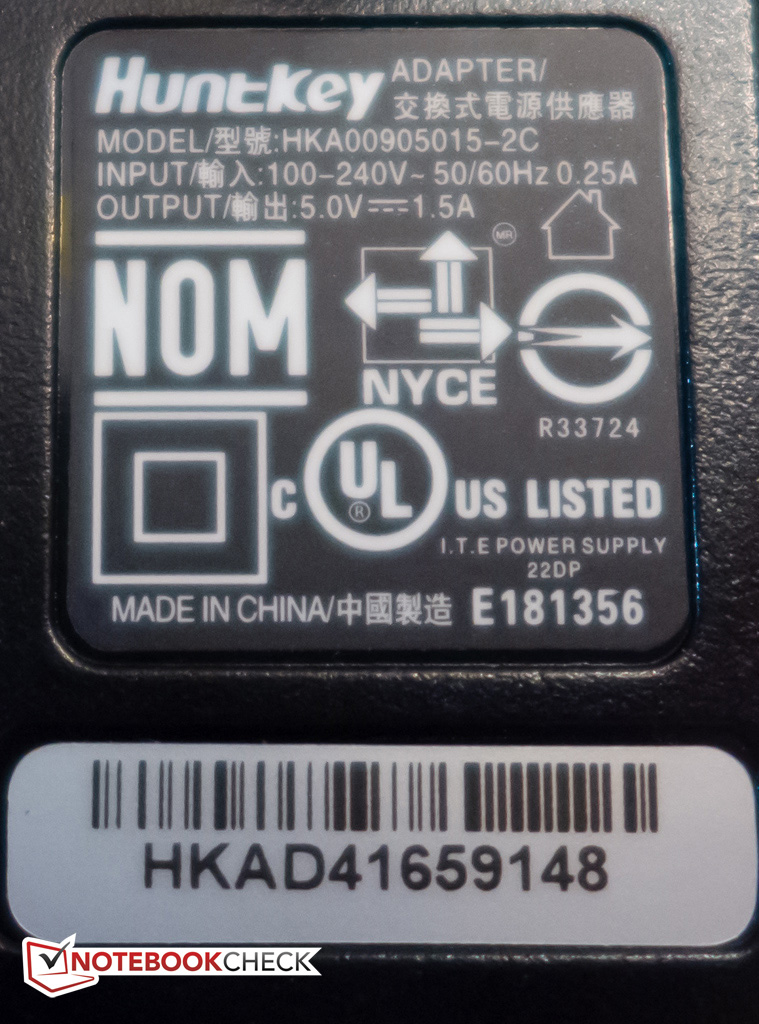 HuntKey ADAPTER/
交換式電源供應器
MODEL/型號:HKA00905015-2C
INPUT/輸入:100-240V~ 50/60Hz 0.25A
OUTPUT/輸出:5.0V⎓1.5A
MR
NOM
NYCE
R33724
C UL® US LISTED
I.T.E POWER SUPPLY
22DP
MADE IN CHINA/中國製造 E181356
HKAD41659148
NOTEBOOKCHECK